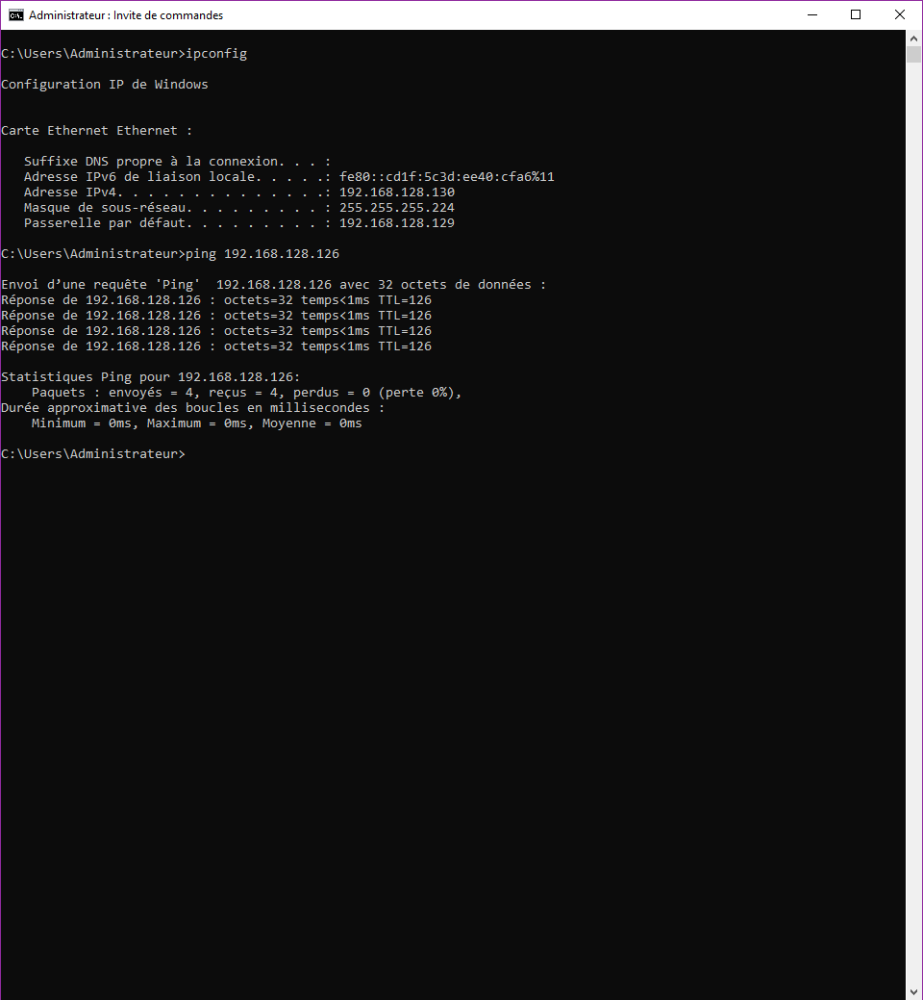 Administrateur : Invite de commandes
C:\Users\Administrateur>ipconfig
Configuration IP de Windows
Carte Ethernet Ethernet :
Suffixe DNS propre à la connexion. . . :
Adresse IPv6 de liaison locale. . . . .: fe80::cd1f:5c3d:ee40:cfa6%11
Adresse IPv4. . . . . . . . . . . . . .: 192.168.128.130
Masque de sous-réseau. . . . . . . . . : 255.255.255.224
Passerelle par défaut. . . . . . . . . : 192.168.128.129
C:\Users\Administrateur>ping 192.168.128.126
Envoi d’une requête 'Ping'  192.168.128.126 avec 32 octets de données :
Réponse de 192.168.128.126 : octets=32 temps<1ms TTL=126
Réponse de 192.168.128.126 : octets=32 temps<1ms TTL=126
Réponse de 192.168.128.126 : octets=32 temps<1ms TTL=126
Réponse de 192.168.128.126 : octets=32 temps<1ms TTL=126
Statistiques Ping pour 192.168.128.126:
Paquets : envoyés = 4, reçus = 4, perdus = 0 (perte 0%),
Durée approximative des boucles en millisecondes :
Minimum = 0ms, Maximum = 0ms, Moyenne = 0ms
C:\Users\Administrateur>